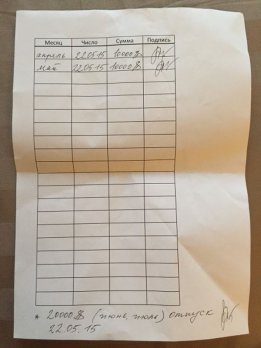 Месяц Число Сумма Подпись
апрель 22.05.15 10000$
май 22.05.15 10000$
* 20000$ (июнь, июль) отпуск
22.05.15